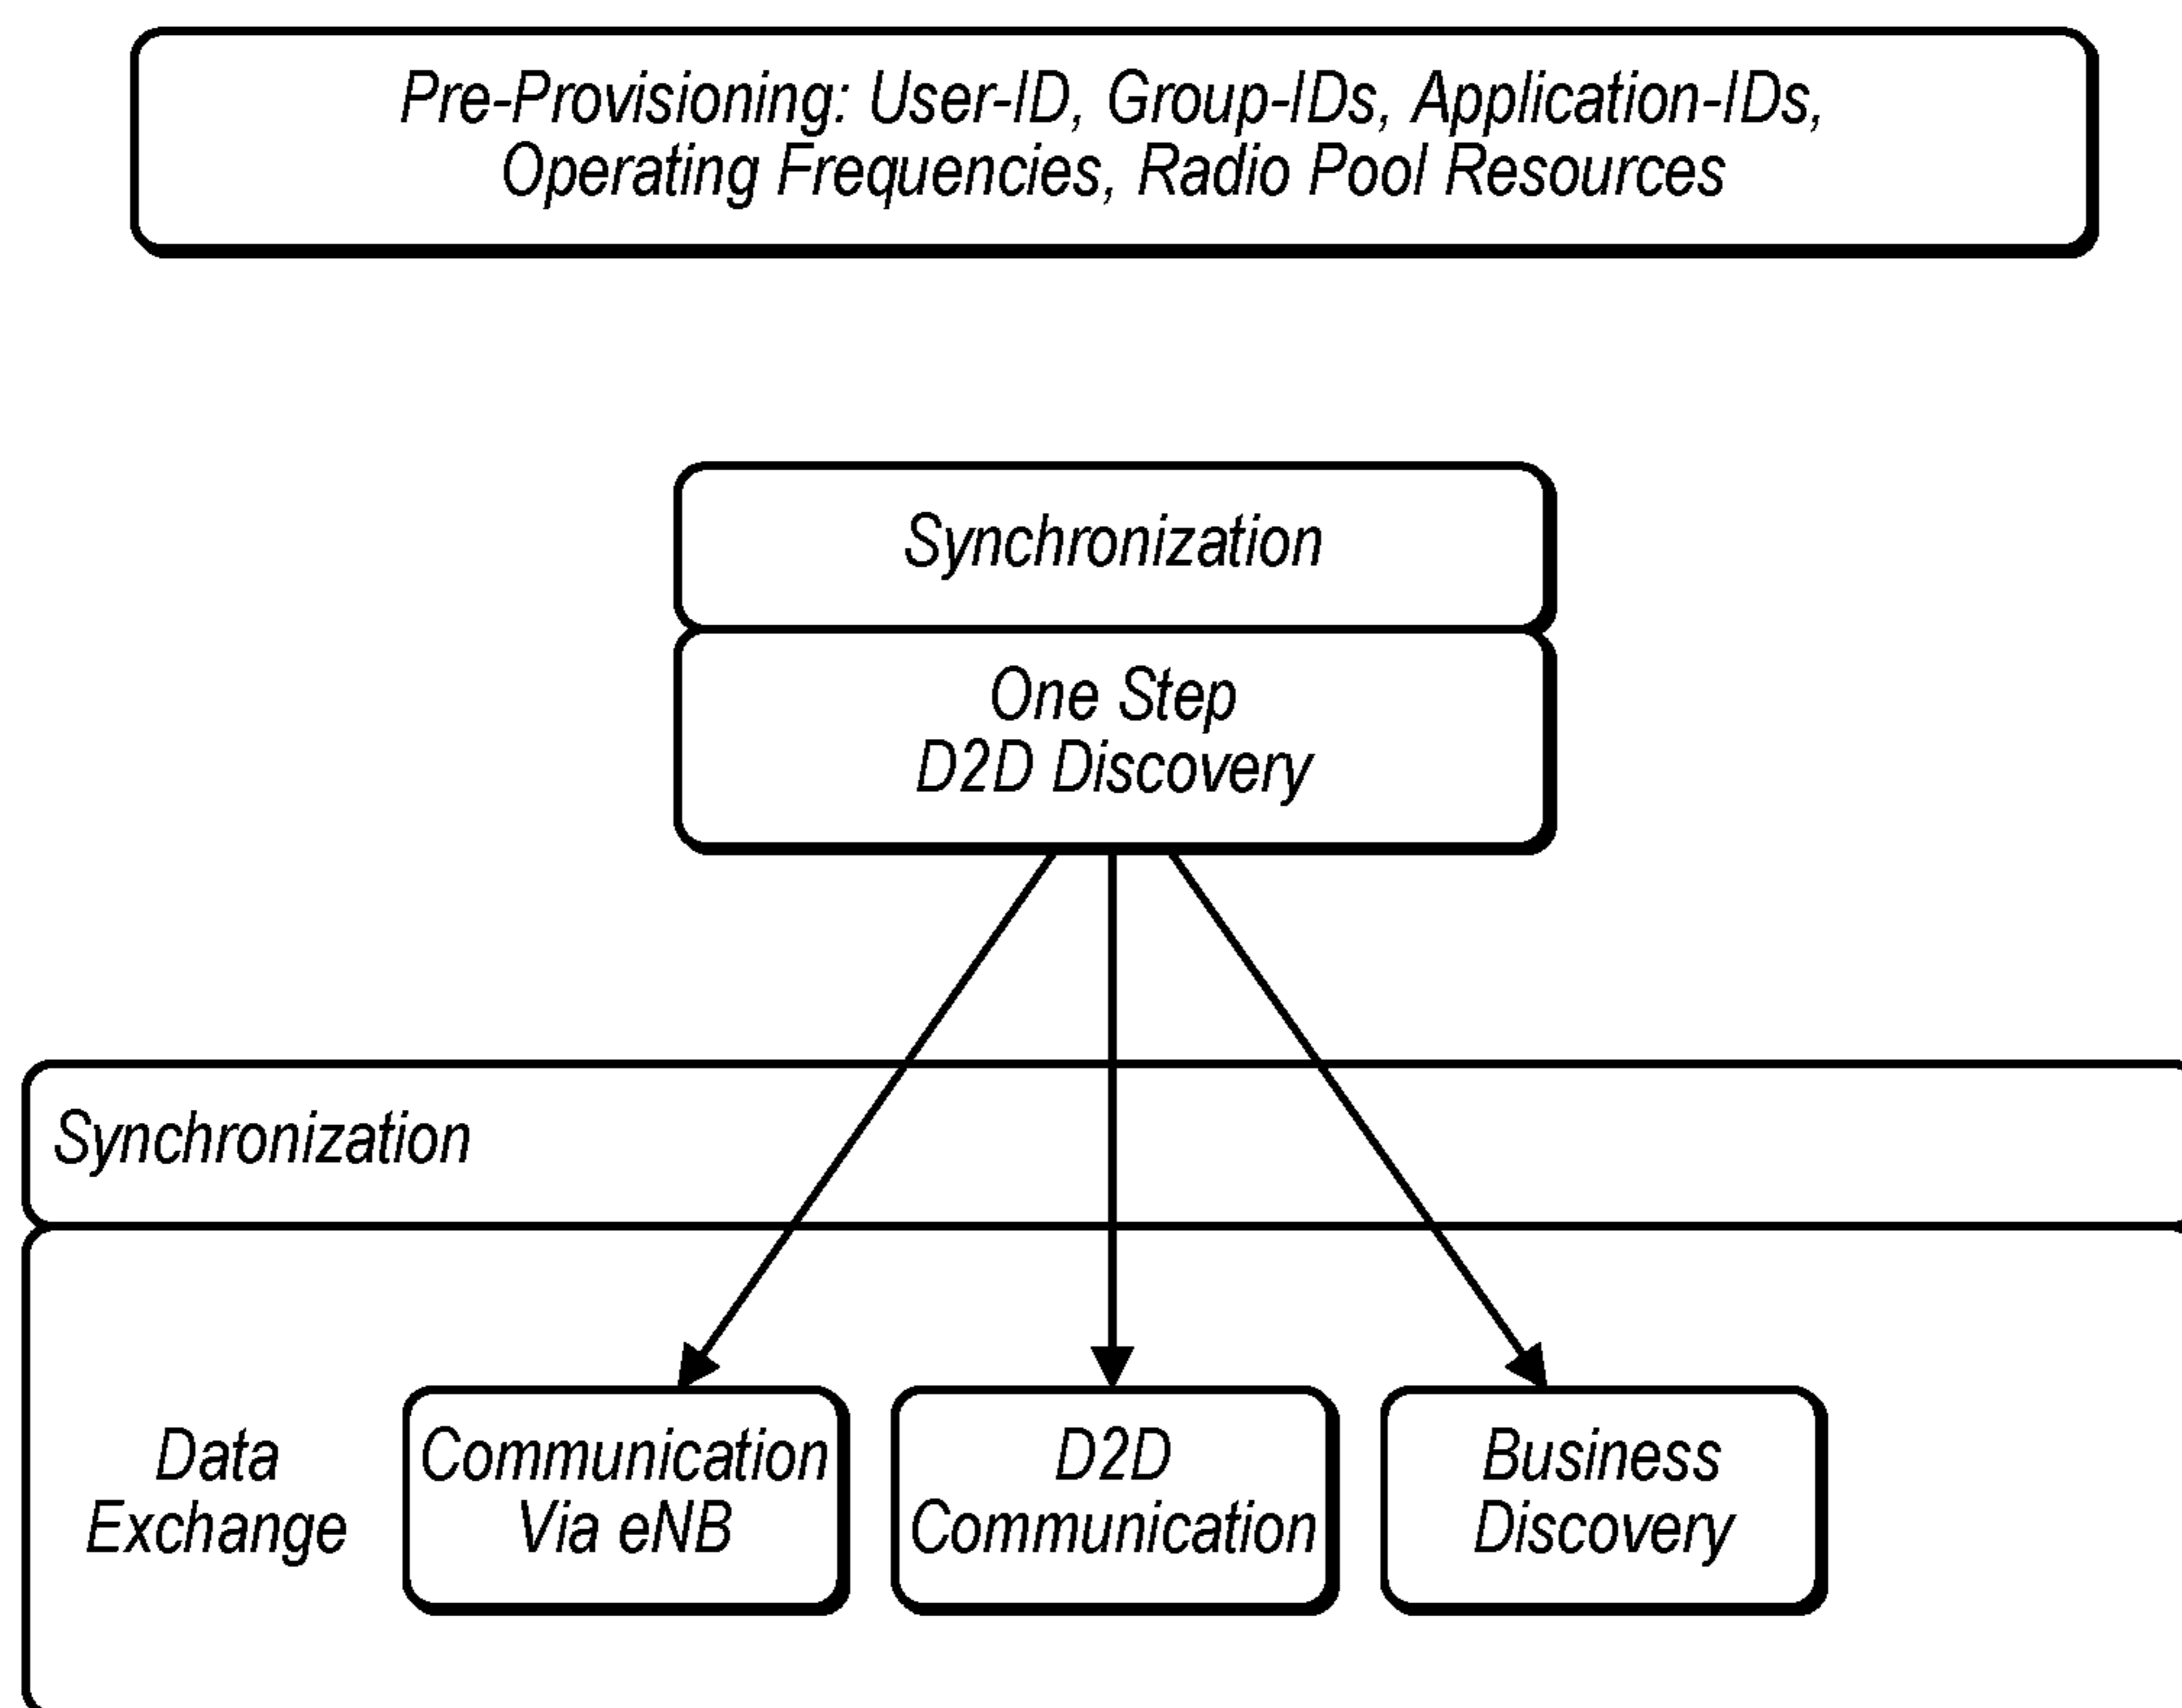 Pre-Provisioning: User-ID, Group-IDs, Application-IDs,
Operating Frequencies, Radio Pool Resources
Synchronization
One Step
D2D Discovery
Synchronization
Data
Exchange
Communication
Via eNB
D2D
Communication
Business
Discovery